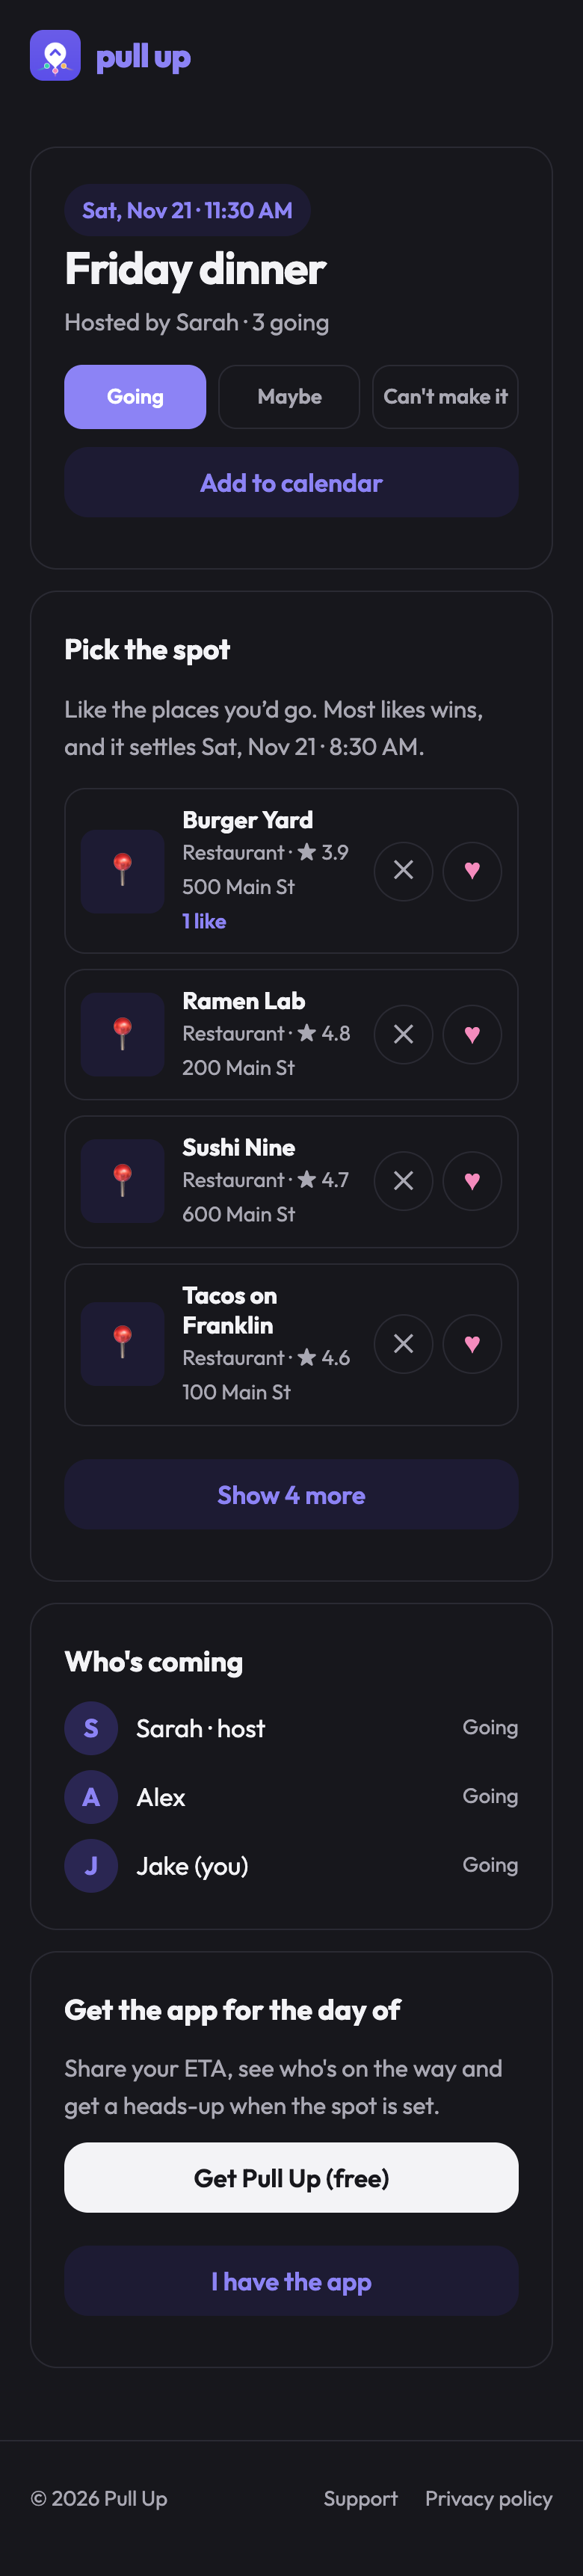 pull up
Sat, Nov 21 · 11:30 AM
Friday dinner
Hosted by Sarah · 3 going
Going
Maybe
Can't make it
Add to calendar
Pick the spot
Like the places you’d go. Most likes wins,
and it settles Sat, Nov 21 · 8:30 AM.
Burger Yard
Restaurant · ★ 3.9
500 Main St
1 like
Ramen Lab
Restaurant · ★ 4.8
200 Main St
Sushi Nine
Restaurant · ★ 4.7
600 Main St
Tacos on
Franklin
Restaurant · ★ 4.6
100 Main St
Show 4 more
Who's coming
S Sarah · host Going
A Alex Going
J Jake (you) Going
Get the app for the day of
Share your ETA, see who's on the way and
get a heads-up when the spot is set.
Get Pull Up (free)
I have the app
© 2026 Pull Up Support Privacy policy